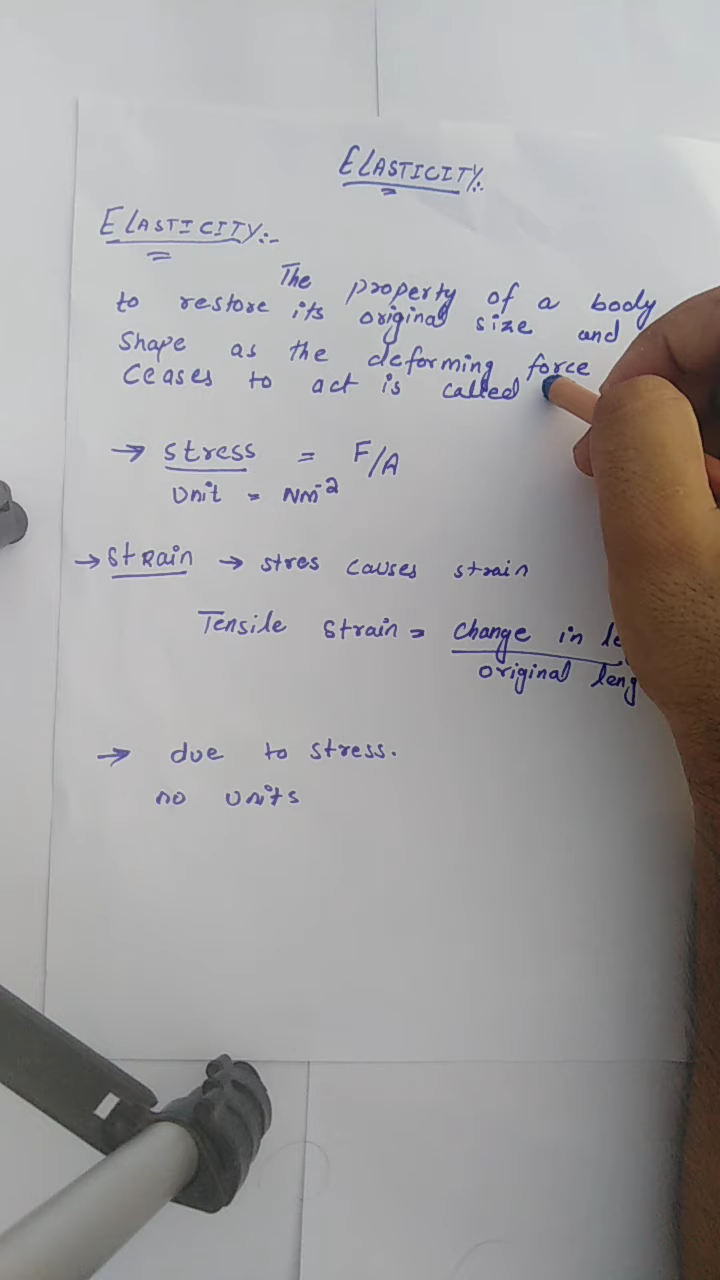 ELASTICITY:.
ELASTICITY:-
The property of a body
to restore its original size and
Shape as the deforming force
Ceases to act is called
→ stress = F/A
Unit = Nm⁻²
→ StRain → stres causes strain
Tensile Strain = Change in
original
→ due to stress.
no units